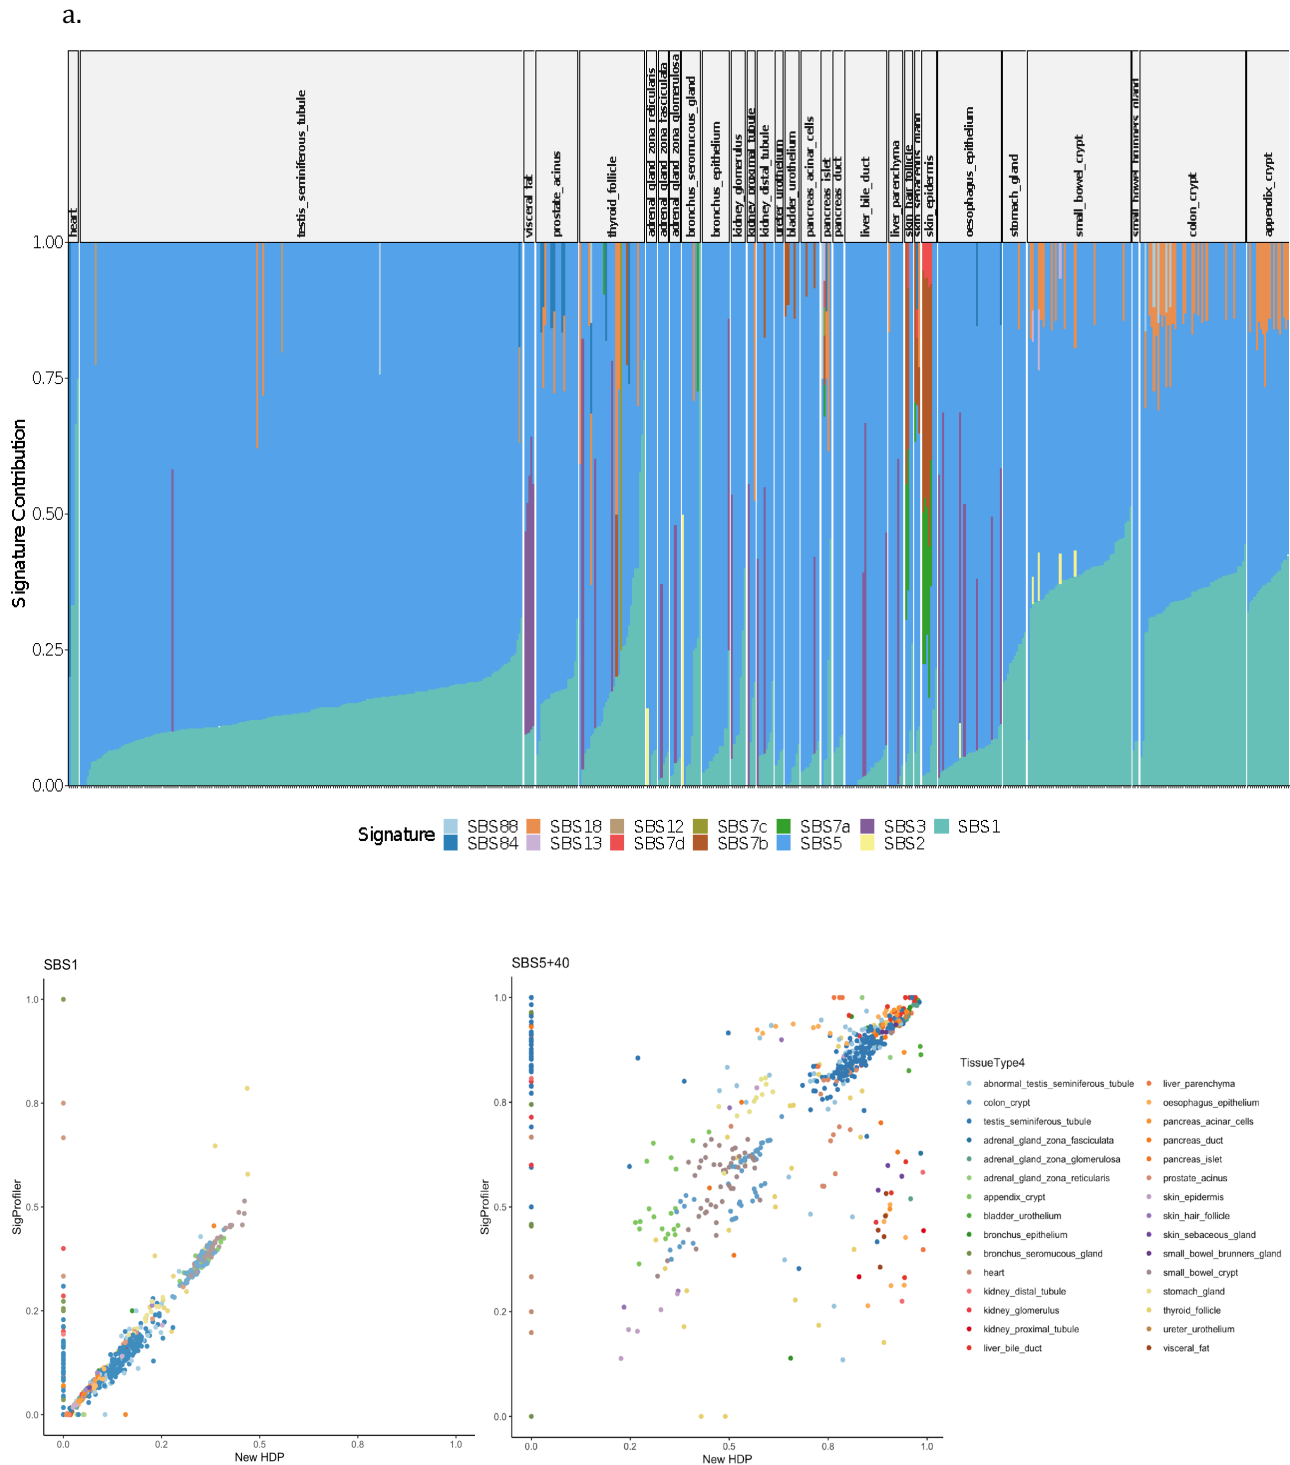 a.
heart
testis_seminiferous_tubule
visceral_fat
prostate_acinus
thyroid_follicle
adrenal_gland_zona_reticularis
adrenal_gland_zona_fasciculata
adrenal_gland_zona_glomerulosa
bronchus_seromucous_gland
bronchus_epithelium
kidney_glomerulus
kidney_proximal_tubule
kidney_distal_tubule
ureter_urothelium
bladder_urothelium
pancreas_acinar_cells
pancreas_islet
pancreas_duct
liver_bile_duct
liver_parenchyma
skin_hair_follicle
skin_sebaceous_gland
skin_epidermis
oesophagus_epithelium
stomach_gland
small_bowel_crypt
small_bowel_brunners_gland
colon_crypt
appendix_crypt
Signature Contribution
1.00
0.75
0.50
0.25
0.00
Signature
SBS88 SBS18 SBS12 SBS7c SBS7a SBS3 SBS1
SBS84 SBS13 SBS7d SBS7b SBS5 SBS2
SBS1
SigProfiler
1.0
0.8
0.5
0.2
0.0
0.0 0.2 0.5 0.8 1.0
New HDP
SBS5+40
SigProfiler
1.0
0.8
0.5
0.2
0.0
0.0 0.2 0.5 0.8 1.0
New HDP
TissueType4
abnormal_testis_seminiferous_tubule
colon_crypt
testis_seminiferous_tubule
adrenal_gland_zona_fasciculata
adrenal_gland_zona_glomerulosa
adrenal_gland_zona_reticularis
appendix_crypt
bladder_urothelium
bronchus_epithelium
bronchus_seromucous_gland
heart
kidney_distal_tubule
kidney_glomerulus
kidney_proximal_tubule
liver_bile_duct
liver_parenchyma
oesophagus_epithelium
pancreas_acinar_cells
pancreas_duct
pancreas_islet
prostate_acinus
skin_epidermis
skin_hair_follicle
skin_sebaceous_gland
small_bowel_brunners_gland
small_bowel_crypt
stomach_gland
thyroid_follicle
ureter_urothelium
visceral_fat